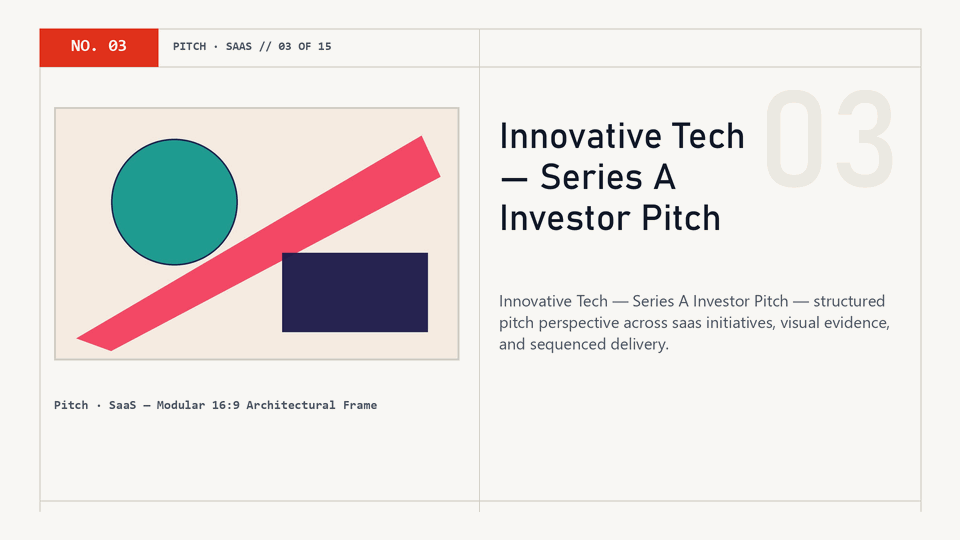 NO. 03
PITCH · SAAS // 03 OF 15
03
Innovative Tech
— Series A
Investor Pitch
Innovative Tech — Series A Investor Pitch — structured
pitch perspective across saas initiatives, visual evidence,
and sequenced delivery.
Pitch · SaaS — Modular 16:9 Architectural Frame